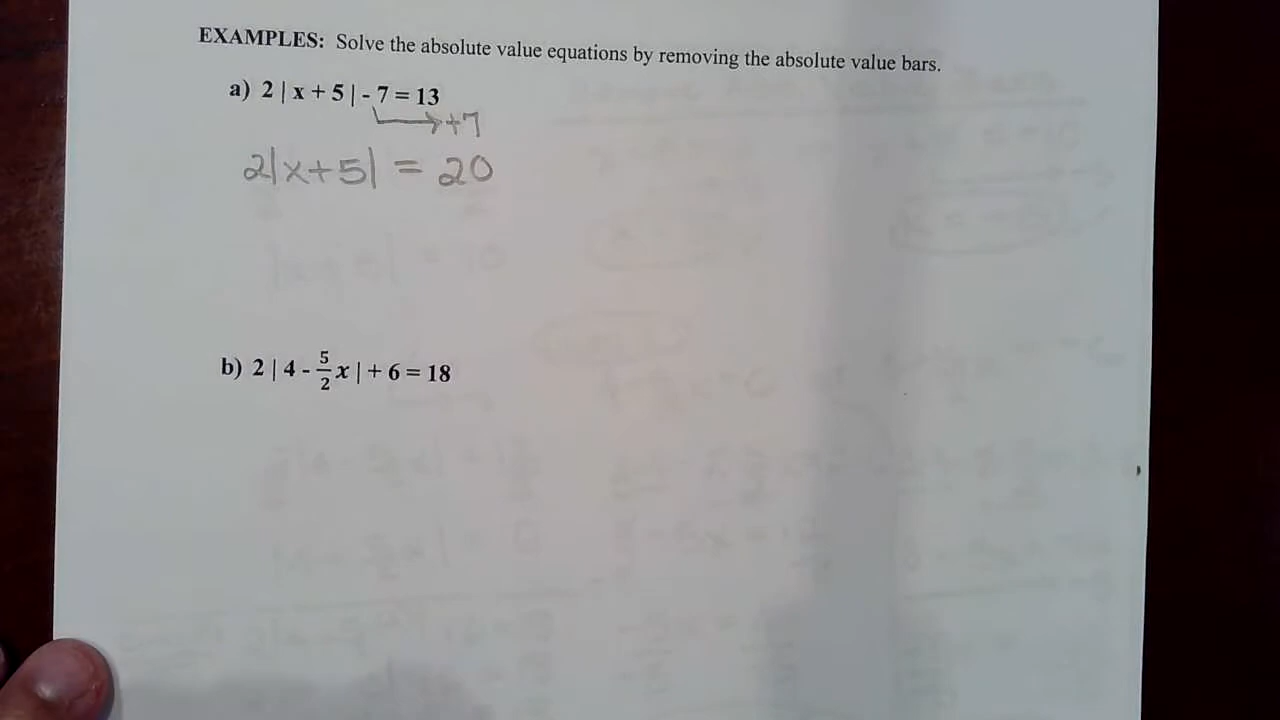 EXAMPLES: Solve the absolute value equations by removing the absolute value bars.
a) 2 | x + 5 | - 7 = 13
+7
2|x+5| = 20
b) 2 | 4 - 5/2 x | + 6 = 18